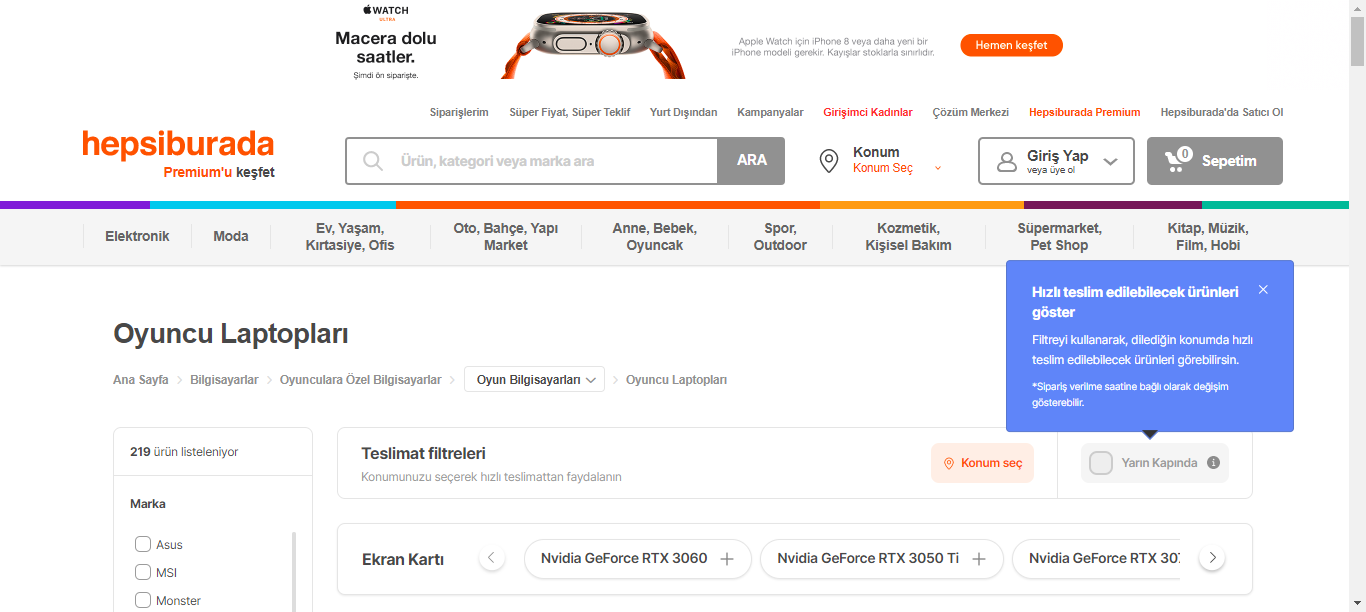 WATCH
ULTRA
Macera dolu
saatler.
Şimdi ön siparişte.
Apple Watch için iPhone 8 veya daha yeni bir
iPhone modeli gerekir. Kayışlar stoklarla sınırlıdır.
Hemen keşfet
Siparişlerim
Süper Fiyat, Süper Teklif
Yurt Dışından
Kampanyalar
Girişimci Kadınlar
Çözüm Merkezi
Hepsiburada Premium
Hepsiburada'da Satıcı Ol
hepsiburada
Premium'u keşfet
Ürün, kategori veya marka ara
ARA
Konum
Konum Seç
Giriş Yap
veya üye ol
0
Sepetim
Elektronik
Moda
Ev, Yaşam,
Kırtasiye, Ofis
Oto, Bahçe, Yapı
Market
Anne, Bebek,
Oyuncak
Spor,
Outdoor
Kozmetik,
Kişisel Bakım
Süpermarket,
Pet Shop
Kitap, Müzik,
Film, Hobi
Hızlı teslim edilebilecek ürünleri
göster
Filtreyi kullanarak, dilediğin konumda hızlı
teslim edilebilecek ürünleri görebilirsin.
*Sipariş verilme saatine bağlı olarak değişim
gösterebilir.
Oyuncu Laptopları
Ana Sayfa
Bilgisayarlar
Oyunculara Özel Bilgisayarlar
Oyun Bilgisayarları
Oyuncu Laptopları
219 ürün listeleniyor
Marka
Asus
MSI
Monster
Teslimat filtreleri
Konumunuzu seçerek hızlı teslimattan faydalanın
Konum seç
Yarın Kapında
Ekran Kartı
Nvidia GeForce RTX 3060
Nvidia GeForce RTX 3050 Ti
Nvidia GeForce RTX 307